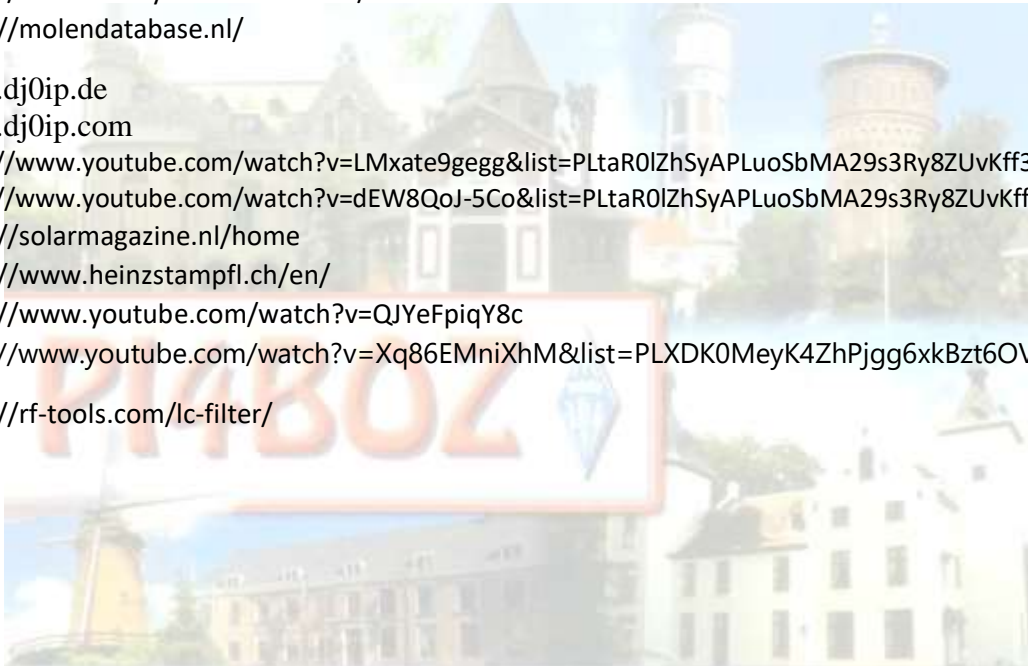 //molendatabase.nl/
.dj0ip.de
.dj0ip.com
//www.youtube.com/watch?v=LMxate9gegg&list=PLtaR0lZhSyAPLuoSbMA29s3Ry8ZUvKff3
//www.youtube.com/watch?v=dEW8QoJ-5Co&list=PLtaR0lZhSyAPLuoSbMA29s3Ry8ZUvKff
//solarmagazine.nl/home
//www.heinzstampfl.ch/en/
//www.youtube.com/watch?v=QJYeFpiqY8c
//www.youtube.com/watch?v=Xq86EMniXhM&list=PLXDK0MeyK4ZhPjgg6xkBzt6OV
//rf-tools.com/lc-filter/
PI4BOZ